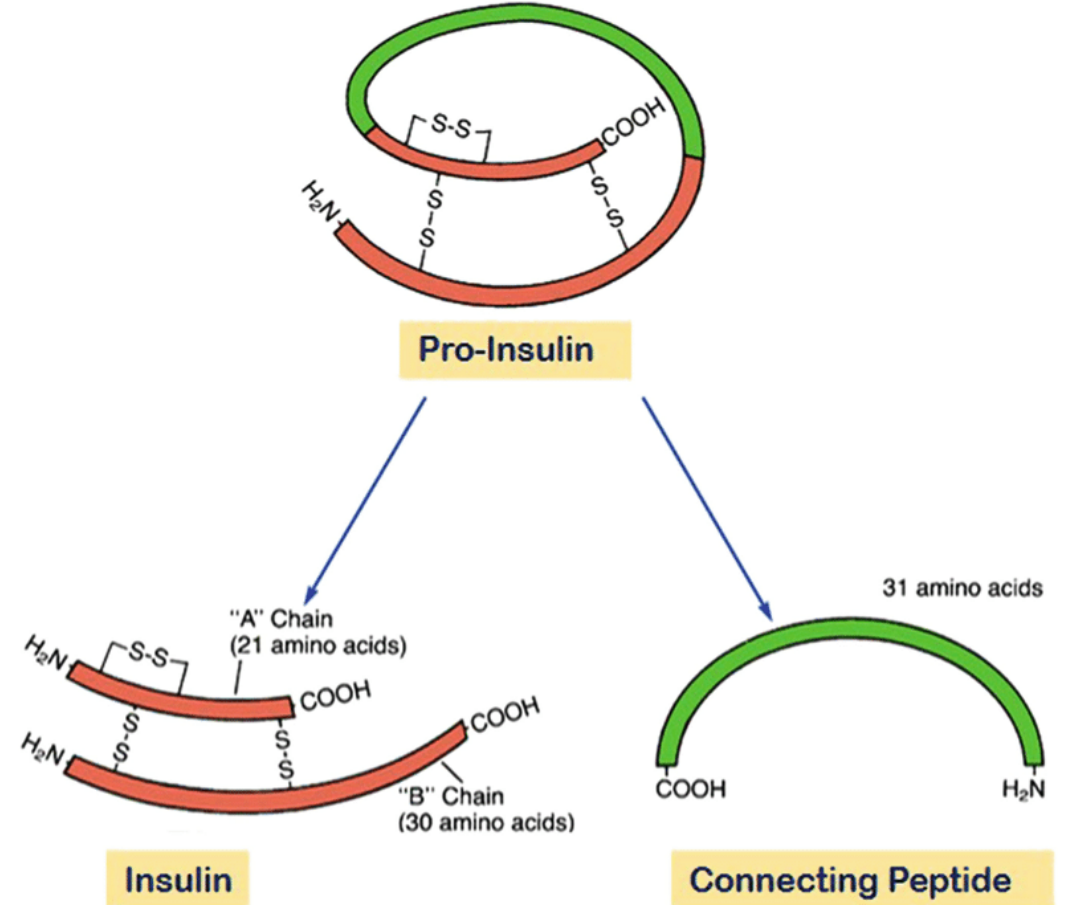 S-S
COOH
H₂N
S
S
S
S
Pro-Insulin
31 amino acids
"A" Chain
(21 amino acids)
H₂N
S-S
COOH
COOH
S
S
S
S
H₂N
COOH
H₂N
"B" Chain
(30 amino acids)
Insulin
Connecting Peptide